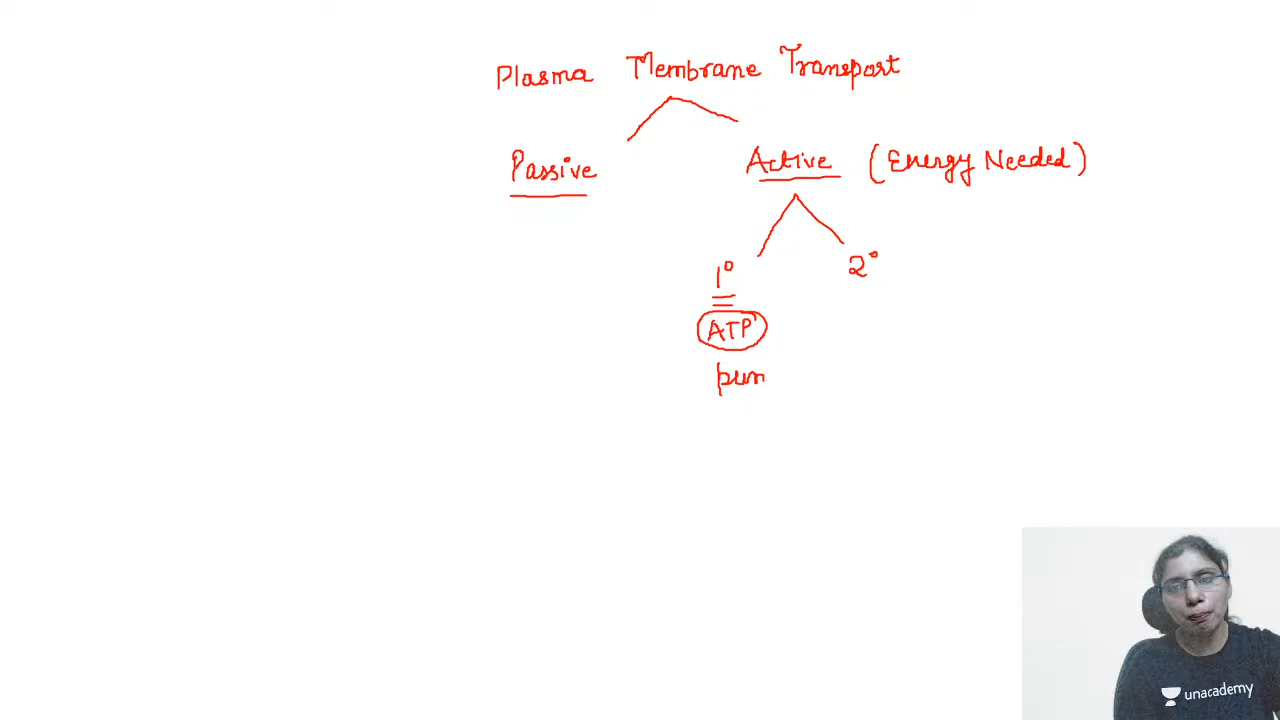 Plasma Membrane Transport
Passive
Active (Energy Needed)
1° 2°
ATP
pum
unacademy